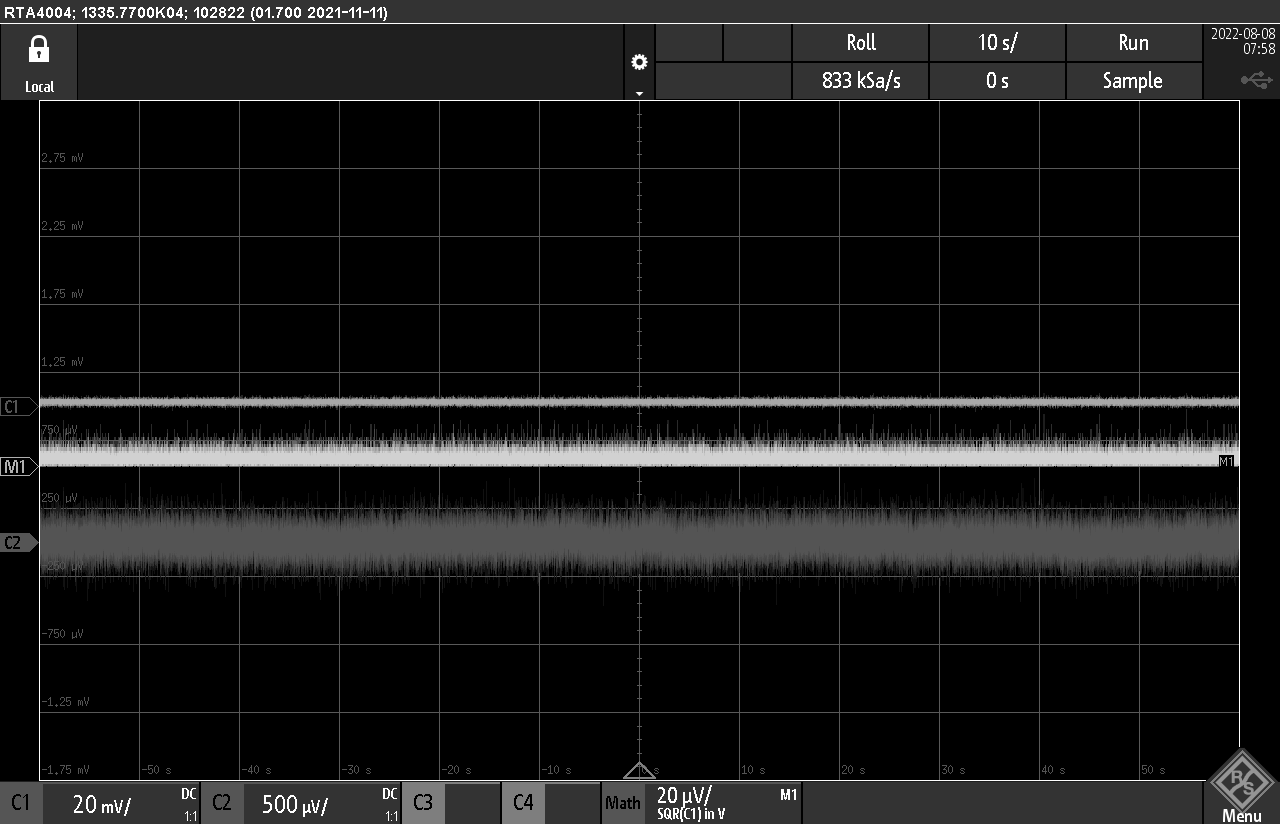 RTA4004; 1335.7700K04; 102822 (01.700 2021-11-11)
Local
Roll
10 s/
Run
2022-08-08
07:58
833 kSa/s
0 s
Sample
2.75 mV
2.25 mV
1.75 mV
1.25 mV
C1
750 µV
M1
M1
250 µV
C2
-250 µV
-750 µV
-1.25 mV
-1.75 mV
-50 s
-40 s
-30 s
-20 s
-10 s
0 s
10 s
20 s
30 s
40 s
50 s
C1
20 mV/
DC
1:1
C2
500 µV/
DC
1:1
C3
C4
Math
20 µV/
SQR(C1) in V
M1
R&S
Menu